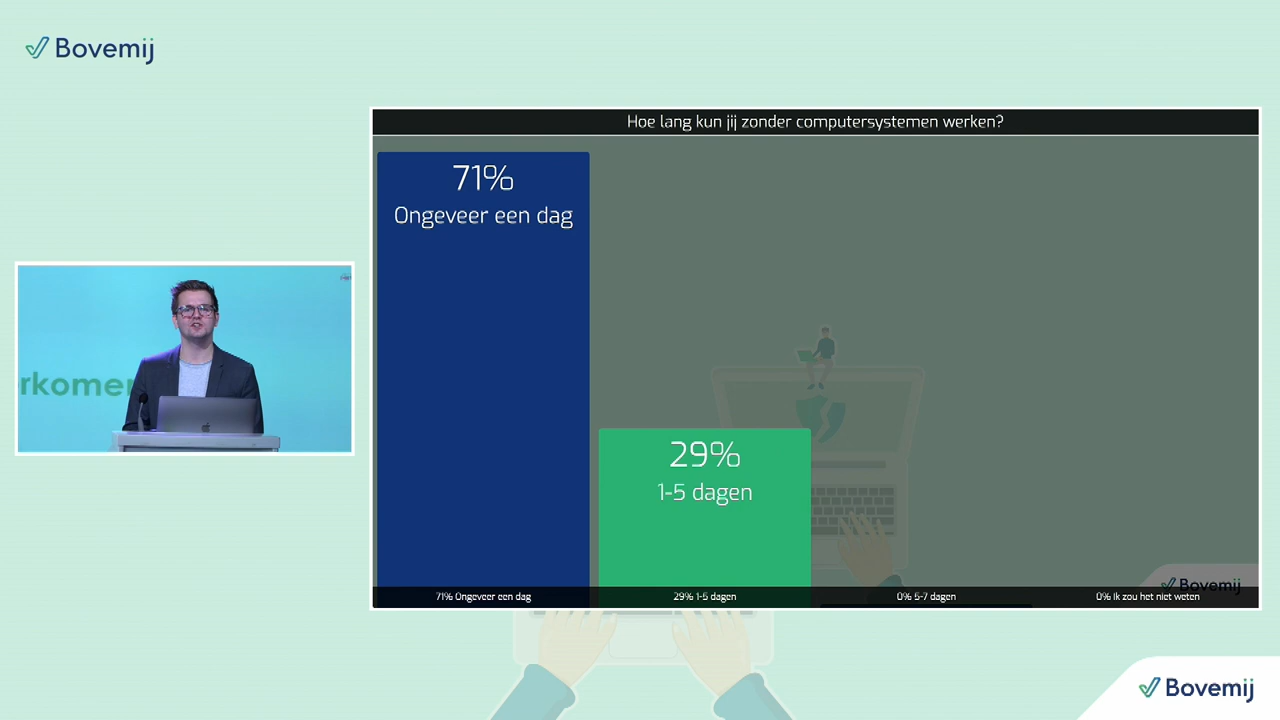 Bovemij
Hoe lang kun jij zonder computersystemen werken?
71%
Ongeveer een dag
29%
1-5 dagen
rkomen
Bovemij
71% Ongeveer een dag
29% 1-5 dagen
0% 5-7 dagen
0% Ik zou het niet weten
Bovemij